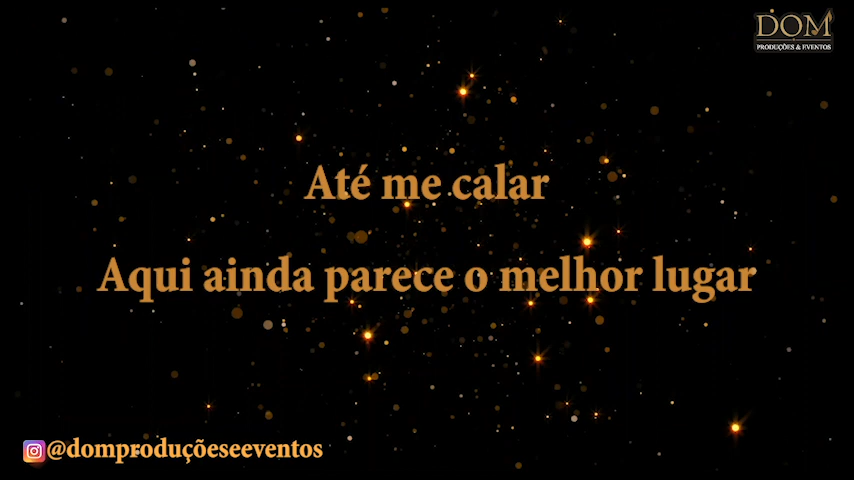 DOM
PRODUÇÕES & EVENTOS
Até me calar
Aqui ainda parece o melhor lugar
@domproduçõeseeventos